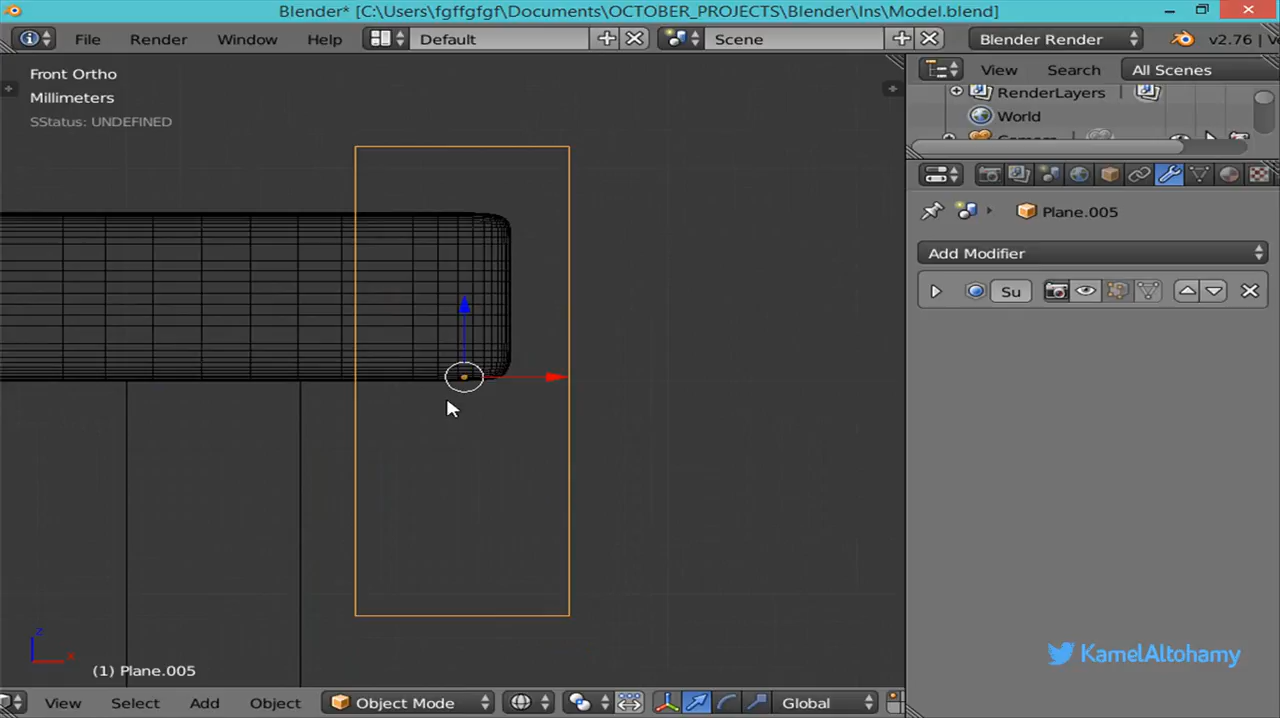 Blender* [C:\Users\fgffgfgf\Documents\OCTOBER_PROJECTS\Blender\Ins\Model.blend]
File Render Window Help Default Scene Blender Render v2.76 | Ve
Front Ortho
Millimeters
SStatus: UNDEFINED
View Search All Scenes
RenderLayers
World
Plane.005
Add Modifier
Su
z
x
(1) Plane.005
KamelAltohamy
View Select Add Object Object Mode Global